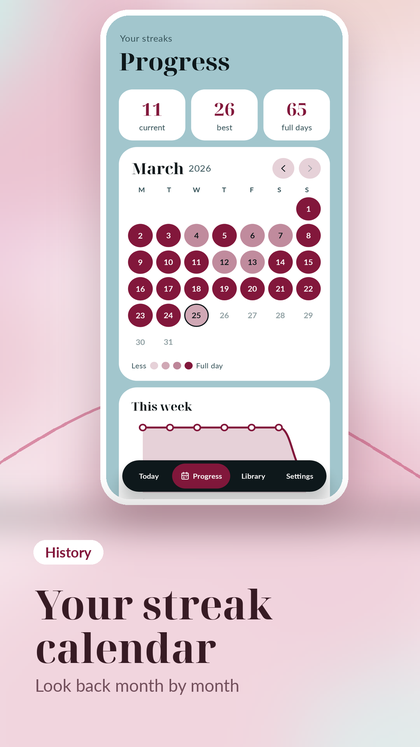 Your streaks
Progress
11 26 65
current best full days
March 2026
M T W T F S S
1
2 3 4 5 6 7 8
9 10 11 12 13 14 15
16 17 18 19 20 21 22
23 24 25 26 27 28 29
30 31
Less Full day
This week
Today Progress Library Settings
History
Your streak
calendar
Look back month by month